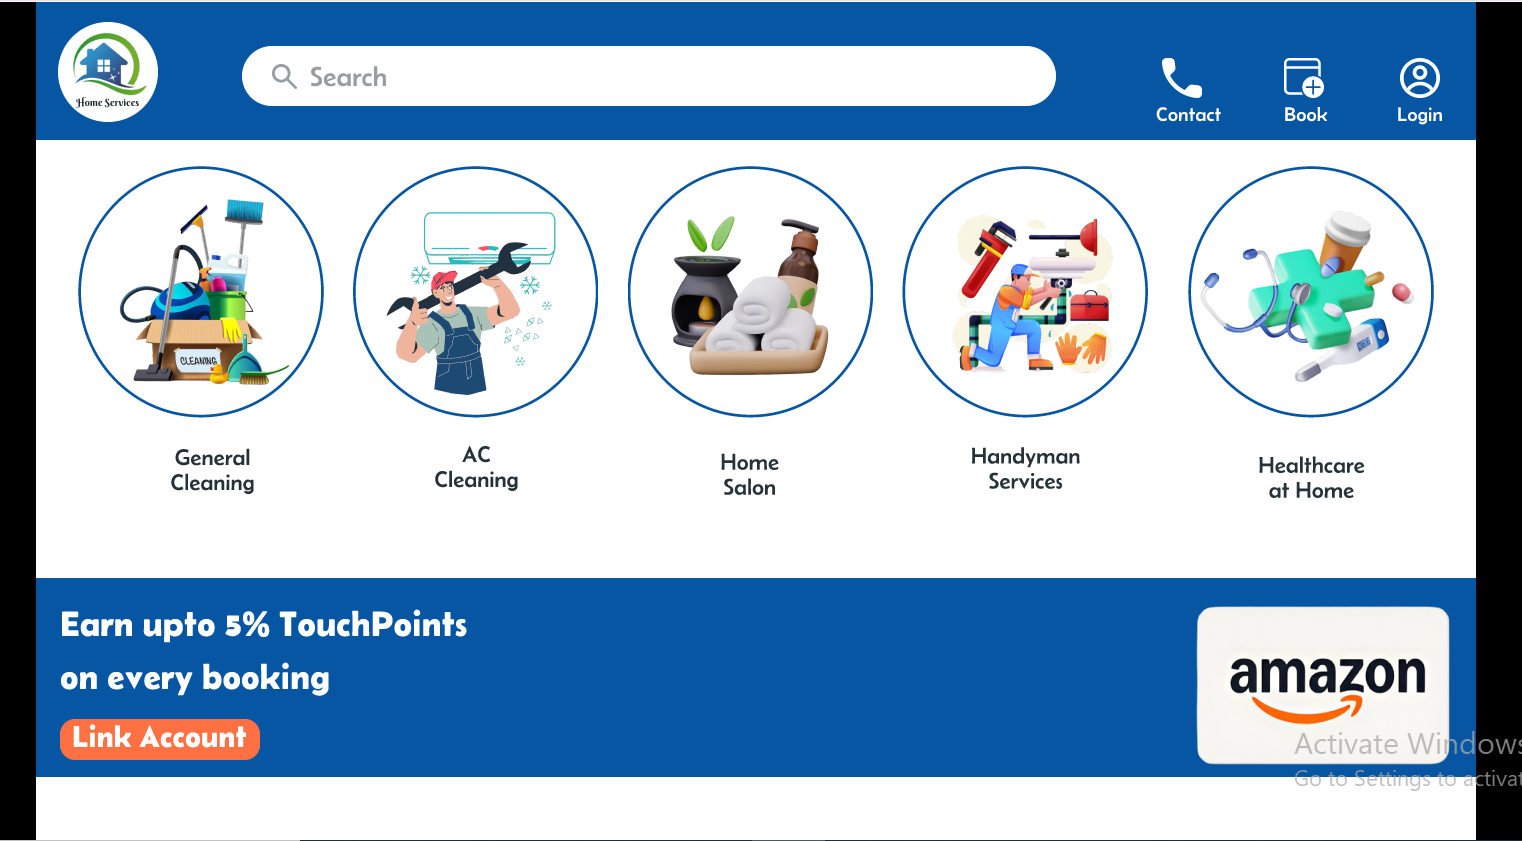 Home Services
Search
Contact
Book
Login
CLEANING
General
Cleaning
AC
Cleaning
Home
Salon
Handyman
Services
Healthcare
at Home
Earn upto 5% TouchPoints
on every booking
Link Account
amazon
Activate Windows
Go to Settings to activat